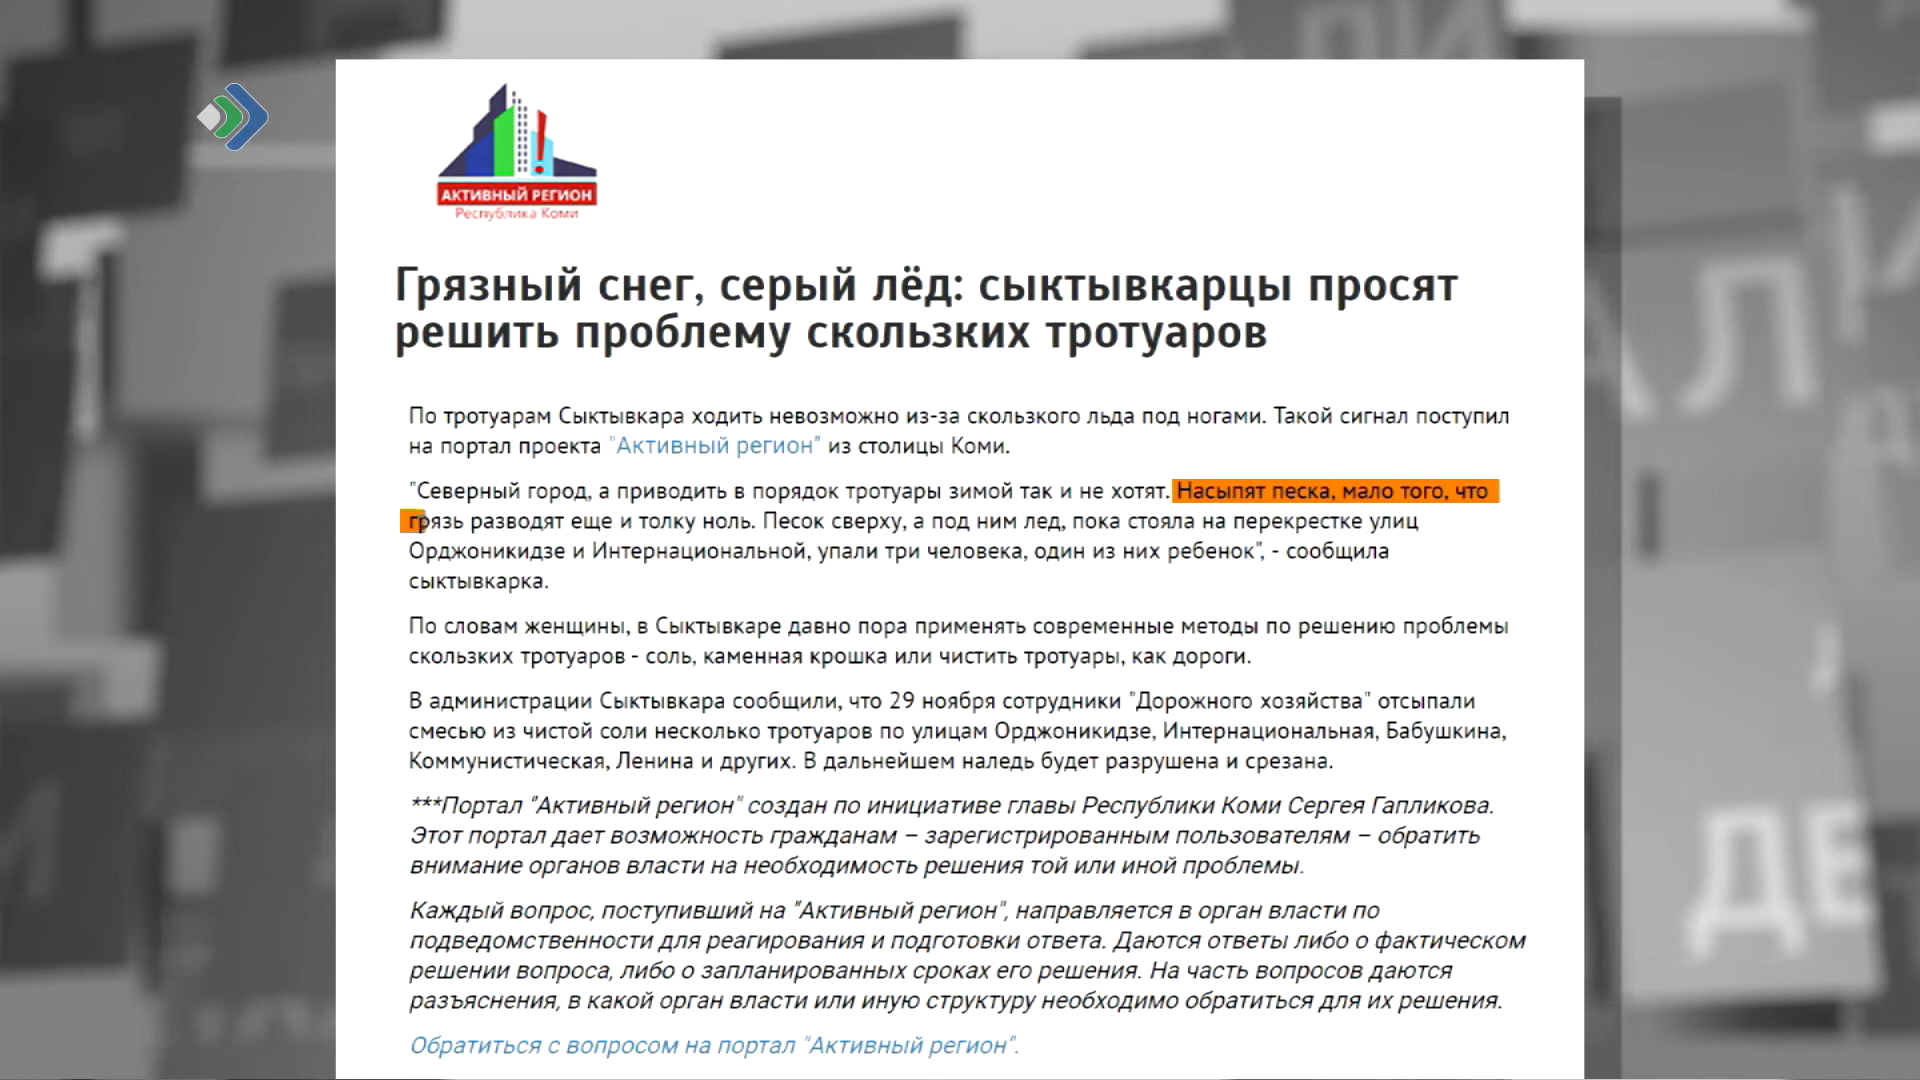 АКТИВНЫЙ РЕГИОН
Республика Коми
Грязный снег, серый лёд: сыктывкарцы просят
решить проблему скользких тротуаров
По тротуарам Сыктывкара ходить невозможно из-за скользкого льда под ногами. Такой сигнал поступил
на портал проекта "Активный регион" из столицы Коми.
"Северный город, а приводить в порядок тротуары зимой так и не хотят. Насыпят песка, мало того, что
грязь разводят еще и толку ноль. Песок сверху, а под ним лед, пока стояла на перекрестке улиц
Орджоникидзе и Интернациональной, упали три человека, один из них ребенок", - сообщила
сыктывкарка.
По словам женщины, в Сыктывкаре давно пора применять современные методы по решению проблемы
скользких тротуаров - соль, каменная крошка или чистить тротуары, как дороги.
В администрации Сыктывкара сообщили, что 29 ноября сотрудники "Дорожного хозяйства" отсыпали
смесью из чистой соли несколько тротуаров по улицам Орджоникидзе, Интернациональная, Бабушкина,
Коммунистическая, Ленина и других. В дальнейшем наледь будет разрушена и срезана.
***Портал "Активный регион" создан по инициативе главы Республики Коми Сергея Гапликова.
Этот портал дает возможность гражданам – зарегистрированным пользователям – обратить
внимание органов власти на необходимость решения той или иной проблемы.
Каждый вопрос, поступивший на "Активный регион", направляется в орган власти по
подведомственности для реагирования и подготовки ответа. Даются ответы либо о фактическом
решении вопроса, либо о запланированных сроках его решения. На часть вопросов даются
разъяснения, в какой орган власти или иную структуру необходимо обратиться для их решения.
Обратиться с вопросом на портал "Активный регион".